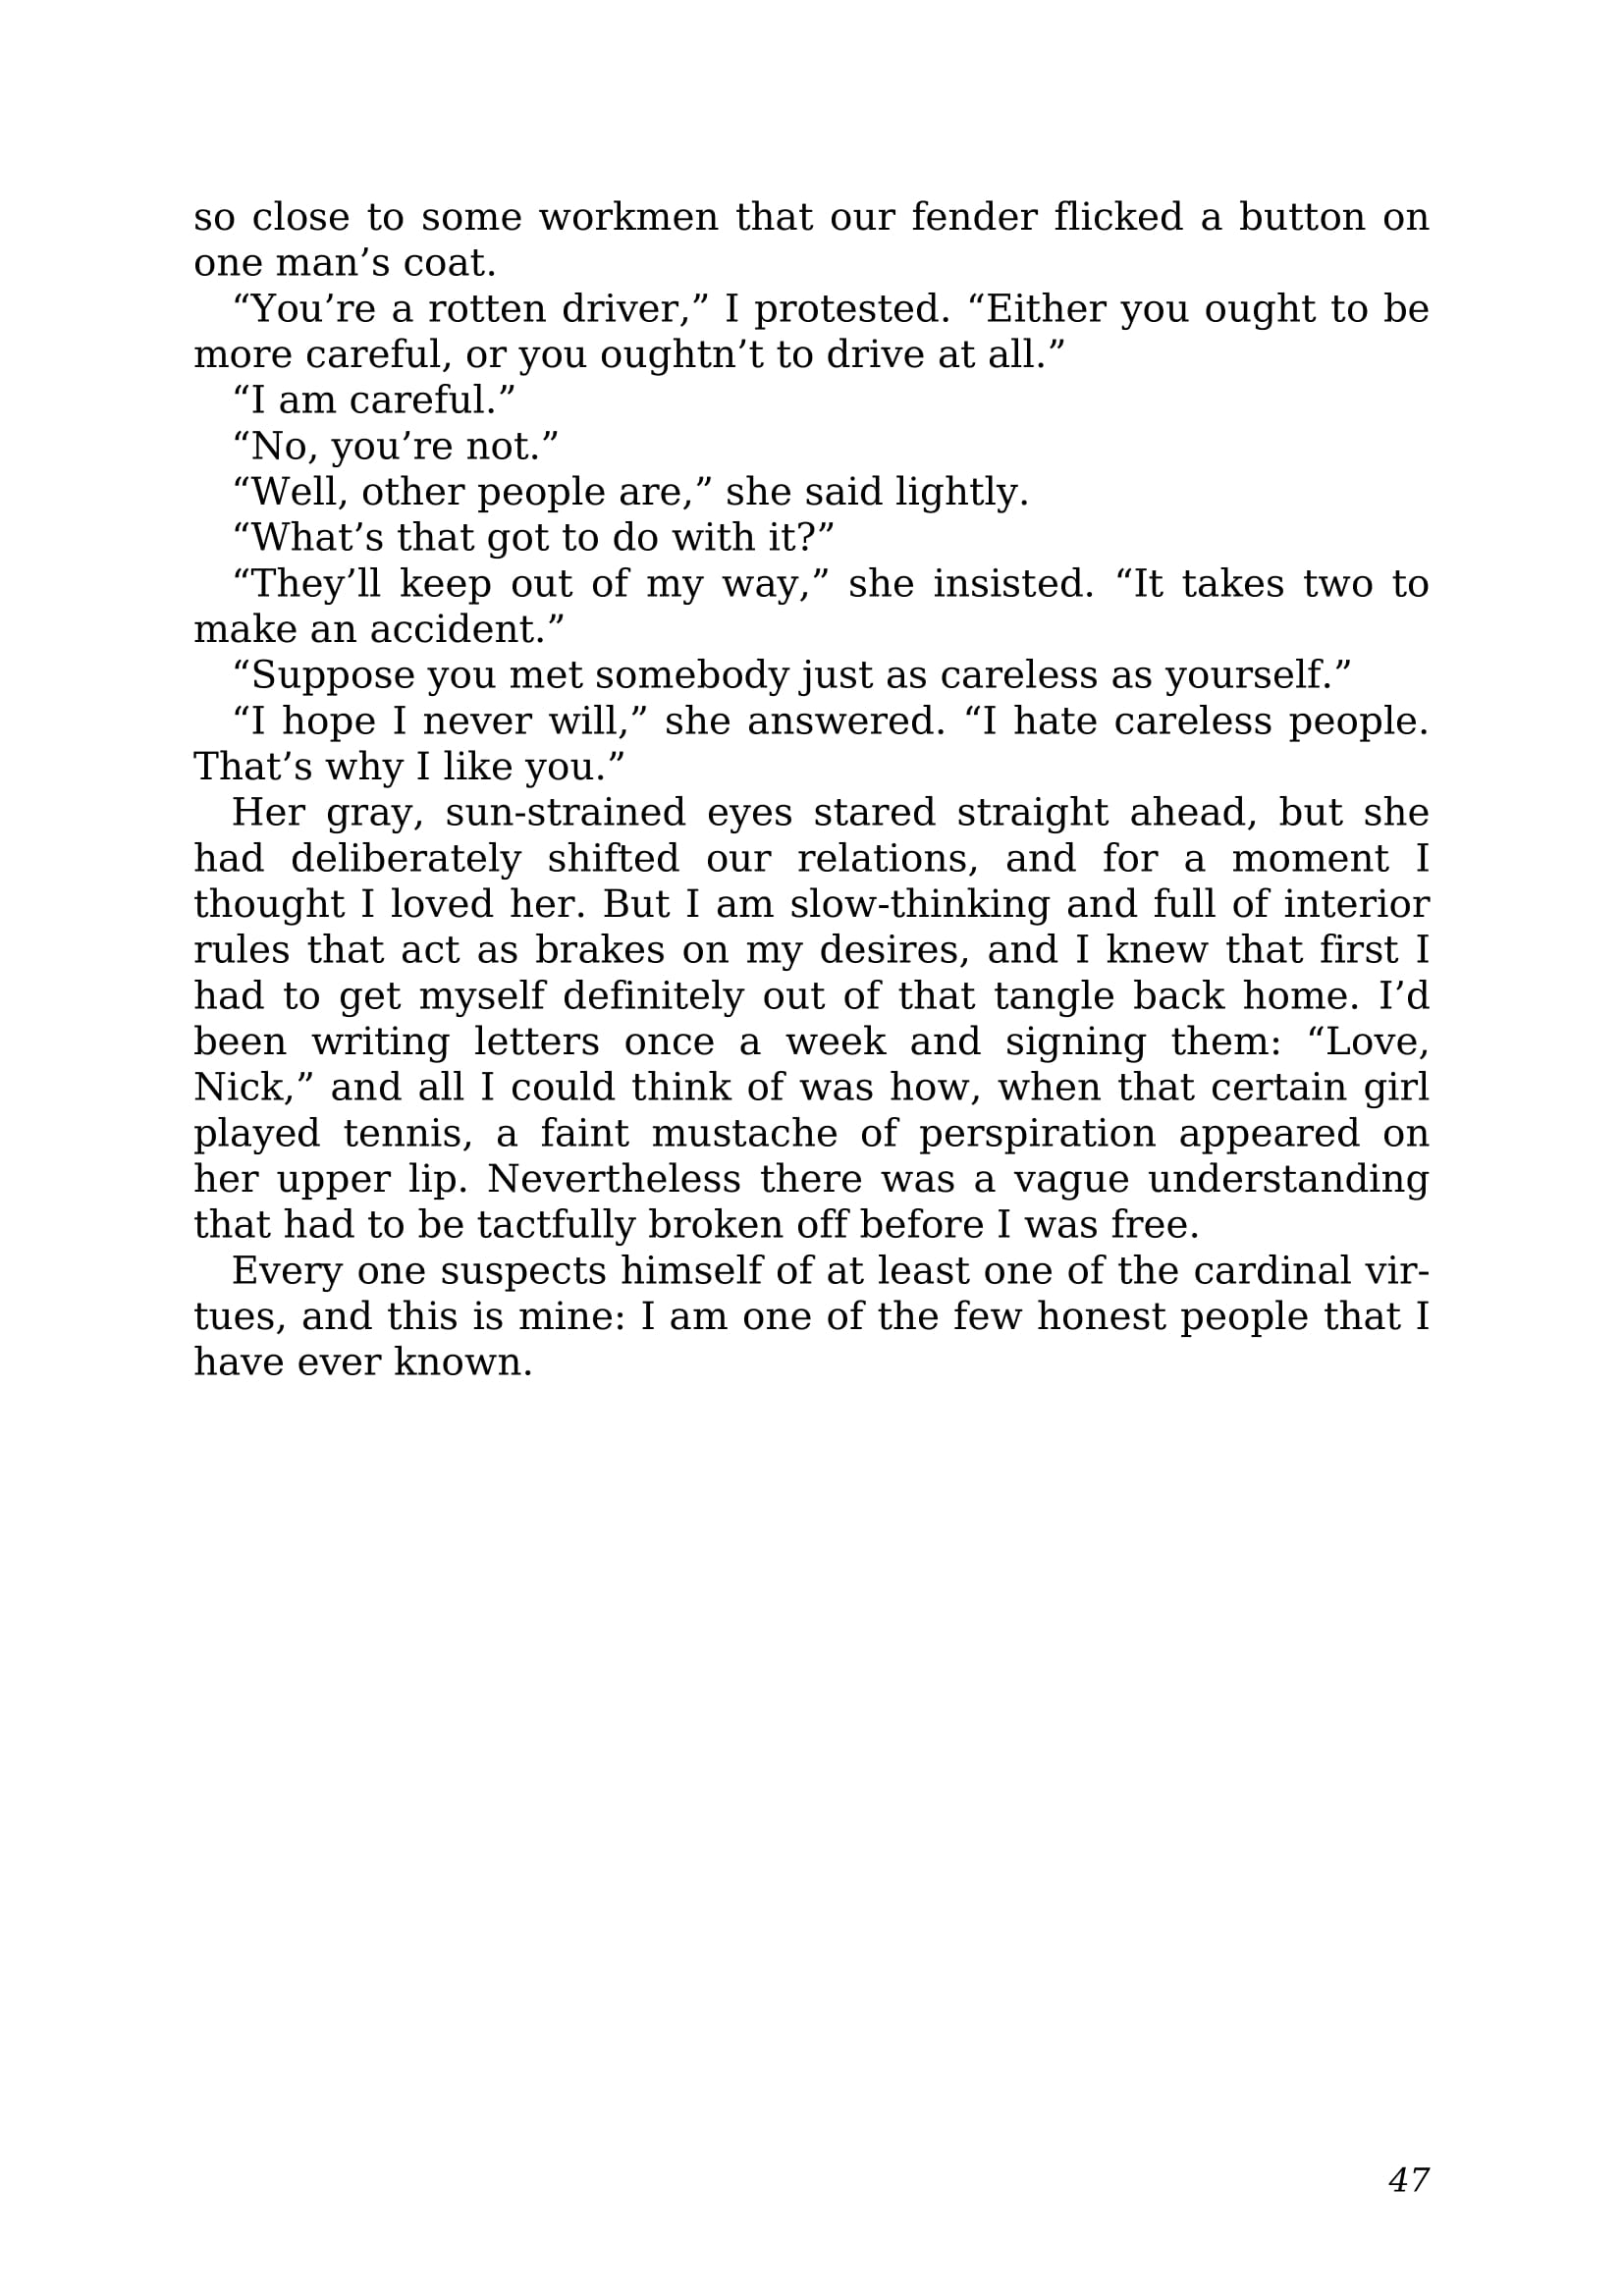 so close to some workmen that our fender flicked a button on
one man’s coat.
“You’re a rotten driver,” I protested. “Either you ought to be
more careful, or you oughtn’t to drive at all.”
“I am careful.”
“No, you’re not.”
“Well, other people are,” she said lightly.
“What’s that got to do with it?”
“They’ll keep out of my way,” she insisted. “It takes two to
make an accident.”
“Suppose you met somebody just as careless as yourself.”
“I hope I never will,” she answered. “I hate careless people.
That’s why I like you.”
Her gray, sun-strained eyes stared straight ahead, but she
had deliberately shifted our relations, and for a moment I
thought I loved her. But I am slow-thinking and full of interior
rules that act as brakes on my desires, and I knew that first I
had to get myself definitely out of that tangle back home. I’d
been writing letters once a week and signing them: “Love,
Nick,” and all I could think of was how, when that certain girl
played tennis, a faint mustache of perspiration appeared on
her upper lip. Nevertheless there was a vague understanding
that had to be tactfully broken off before I was free.
Every one suspects himself of at least one of the cardinal vir-
tues, and this is mine: I am one of the few honest people that I
have ever known.
47